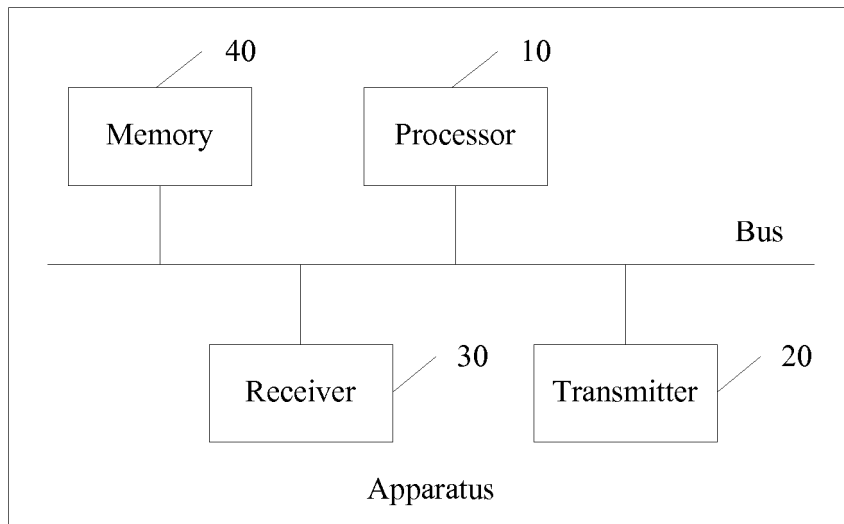 40
10
Memory
Processor
Bus
30
20
Receiver
Transmitter
Apparatus